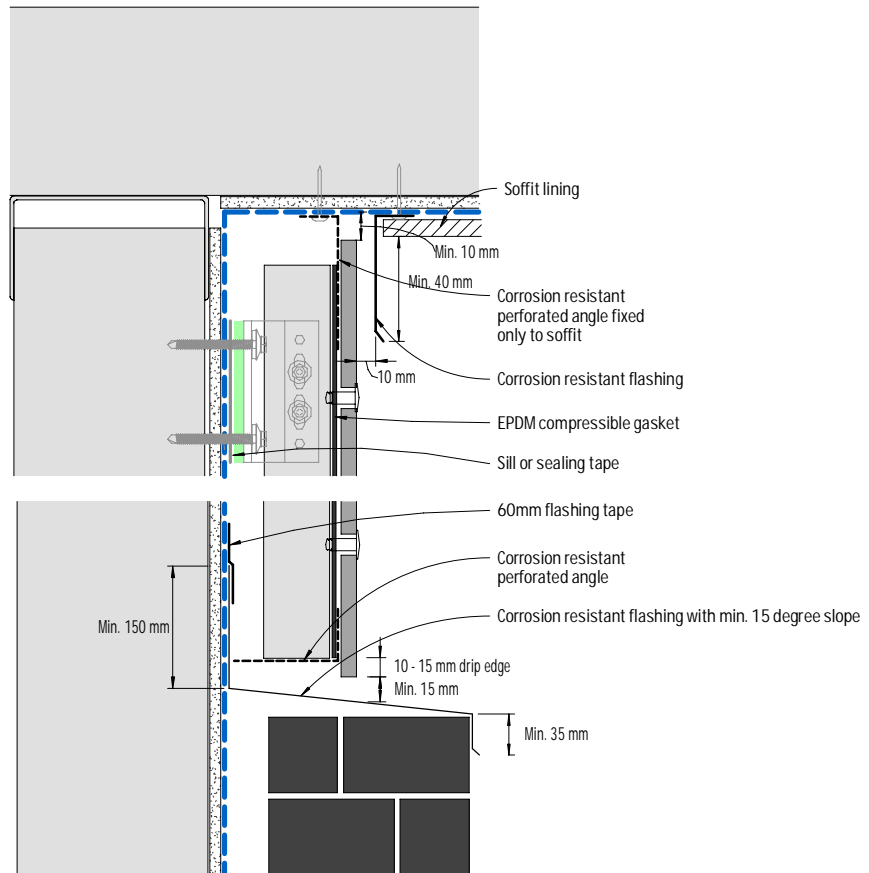 Soffit lining
Min. 10 mm
Min. 40 mm
Corrosion resistant
perforated angle fixed
only to soffit
10 mm
Corrosion resistant flashing
EPDM compressible gasket
Sill or sealing tape
60mm flashing tape
Corrosion resistant
perforated angle
Corrosion resistant flashing with min. 15 degree slope
Min. 150 mm
10 - 15 mm drip edge
Min. 15 mm
Min. 35 mm